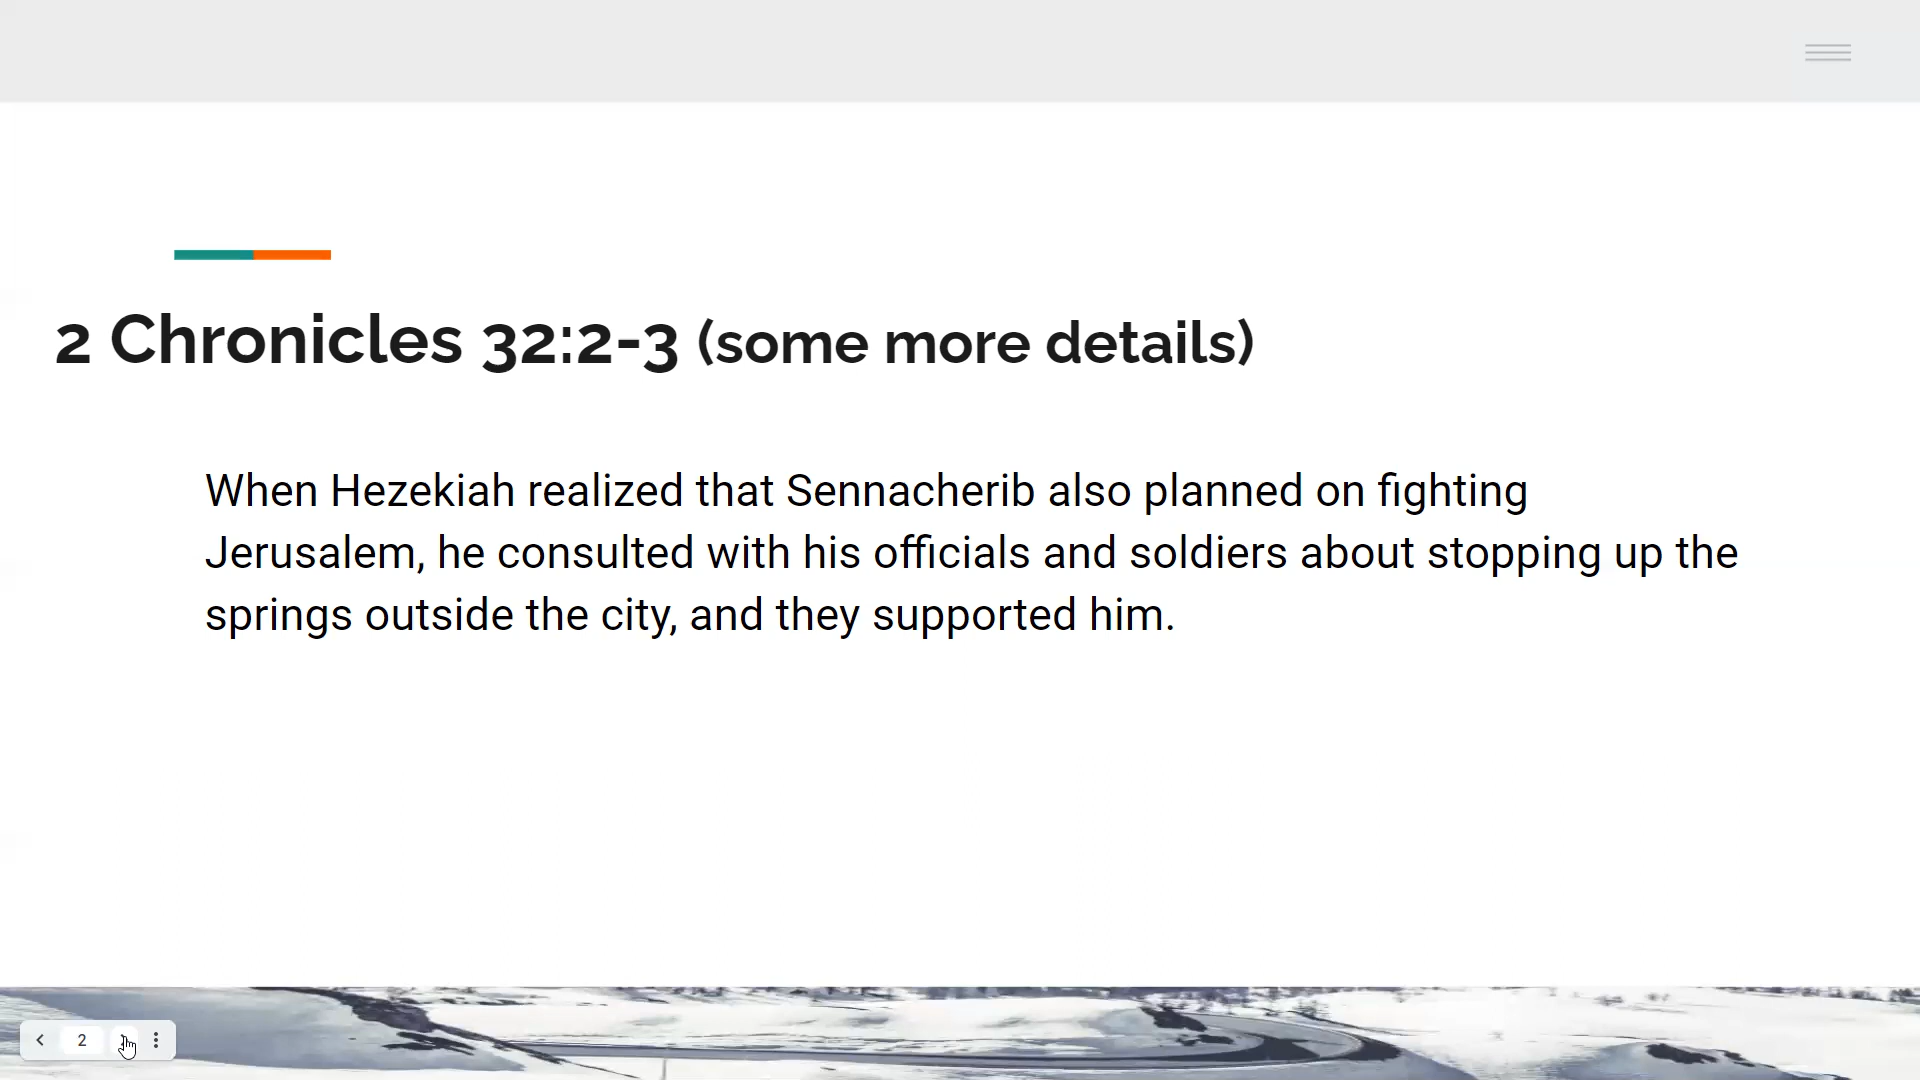 2 Chronicles 32:2-3 (some more details)
When Hezekiah realized that Sennacherib also planned on fighting
Jerusalem, he consulted with his officials and soldiers about stopping up the
springs outside the city, and they supported him.
2